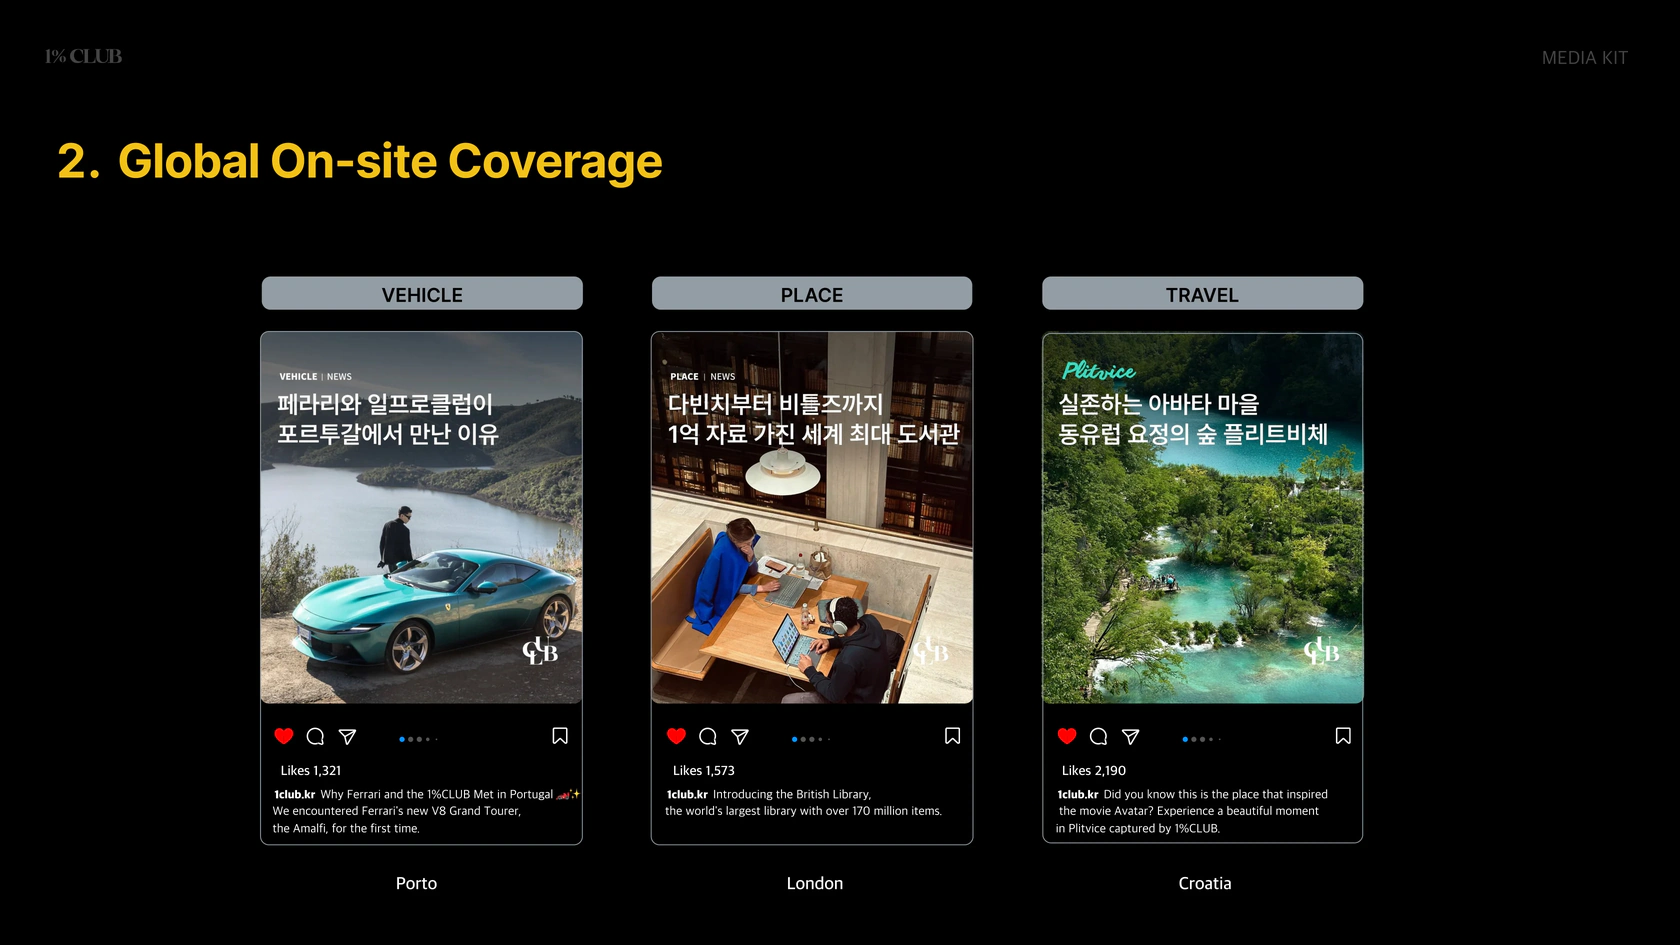 1% CLUB
MEDIA KIT
2. Global On-site Coverage
VEHICLE
VEHICLE | NEWS
페라리와 일프로클럽이
포르투갈에서 만난 이유
CLUB
Likes 1,321
1club.kr Why Ferrari and the 1%CLUB Met in Portugal 🏎️✨
We encountered Ferrari's new V8 Grand Tourer,
the Amalfi, for the first time.
Porto
PLACE
PLACE | NEWS
다빈치부터 비틀즈까지
1억 자료 가진 세계 최대 도서관
CLUB
Likes 1,573
1club.kr Introducing the British Library,
the world's largest library with over 170 million items.
London
TRAVEL
Plitvice
실존하는 아바타 마을
동유럽 요정의 숲 플리트비체
CLUB
Likes 2,190
1club.kr Did you know this is the place that inspired
the movie Avatar? Experience a beautiful moment
in Plitvice captured by 1%CLUB.
Croatia